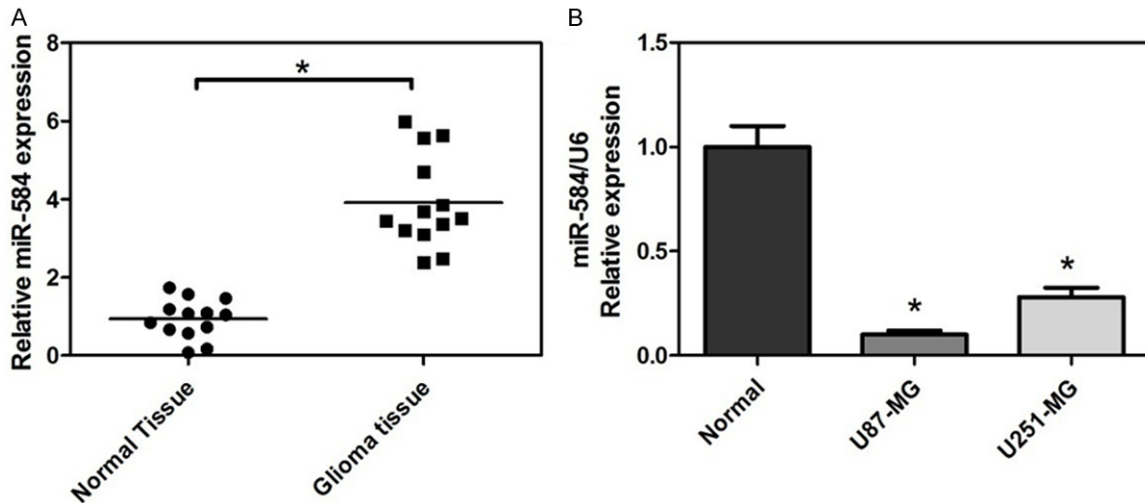 A
Relative miR-584 expression
8
6
4
2
0
*
Normal Tissue
Glioma tissue
B
miR-584/U6
Relative expression
1.5
1.0
0.5
0.0
*
*
Normal
U87-MG
U251-MG